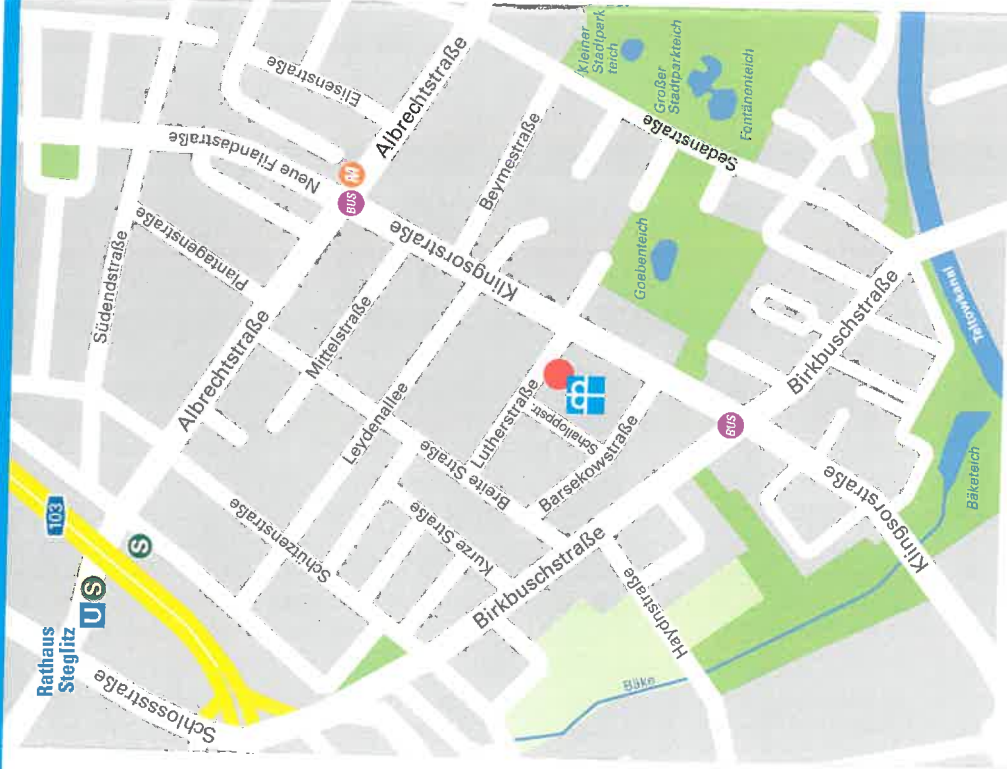 Kleiner
Stadtpark
teich
Großer
Stadtparkteich
Fontänenteich
Elisenstraße
Albrechtstraße
Neue Filandastraße
BUS
Sedanstraße
Beymestraße
Plantagenstraße
Klingsorstraße
Südendstraße
Goebenteich
Mittelstraße
Albrechtstraße
Teltowkanal
Birkbuschstraße
Leydenallee
Lutherstraße
Schalloppstr.
Breite Straße
Barsekowstraße
BUS
103
S
Schützenstraße
Kurze Straße
Klingsorstraße
Bäketeich
Birkbuschstraße
U S
Rathaus
Steglitz
Haydnstraße
Schlossstraße
Bäke